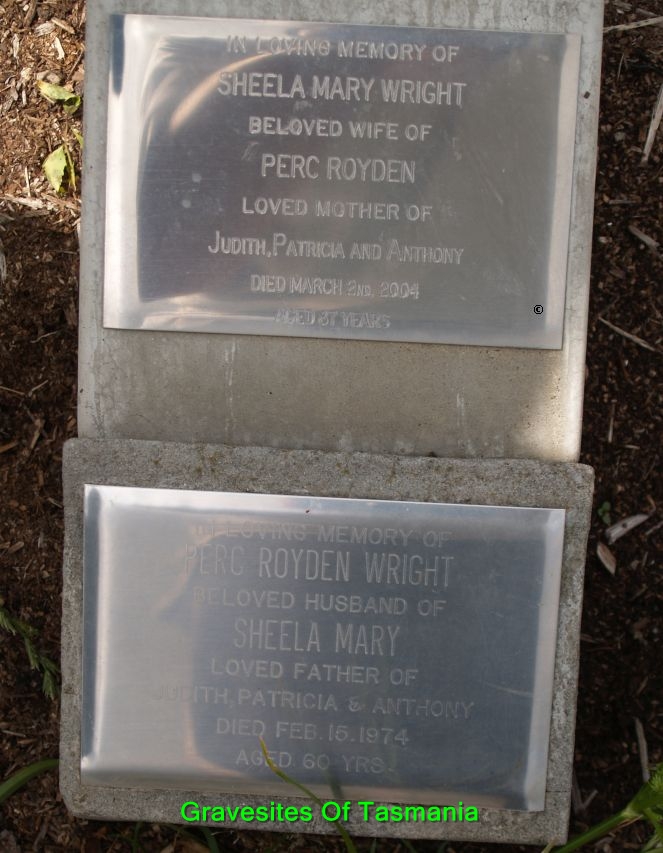 IN LOVING MEMORY OF
SHEELA MARY WRIGHT
BELOVED WIFE OF
PERC ROYDEN
LOVED MOTHER OF
JUDITH, PATRICIA AND ANTHONY
DIED MARCH 2ND, 2004
AGED 87 YEARS
©
IN LOVING MEMORY OF
PERC ROYDEN WRIGHT
BELOVED HUSBAND OF
SHEELA MARY
LOVED FATHER OF
JUDITH, PATRICIA & ANTHONY
DIED FEB. 15. 1974
AGED 60 YRS.
Gravesites Of Tasmania